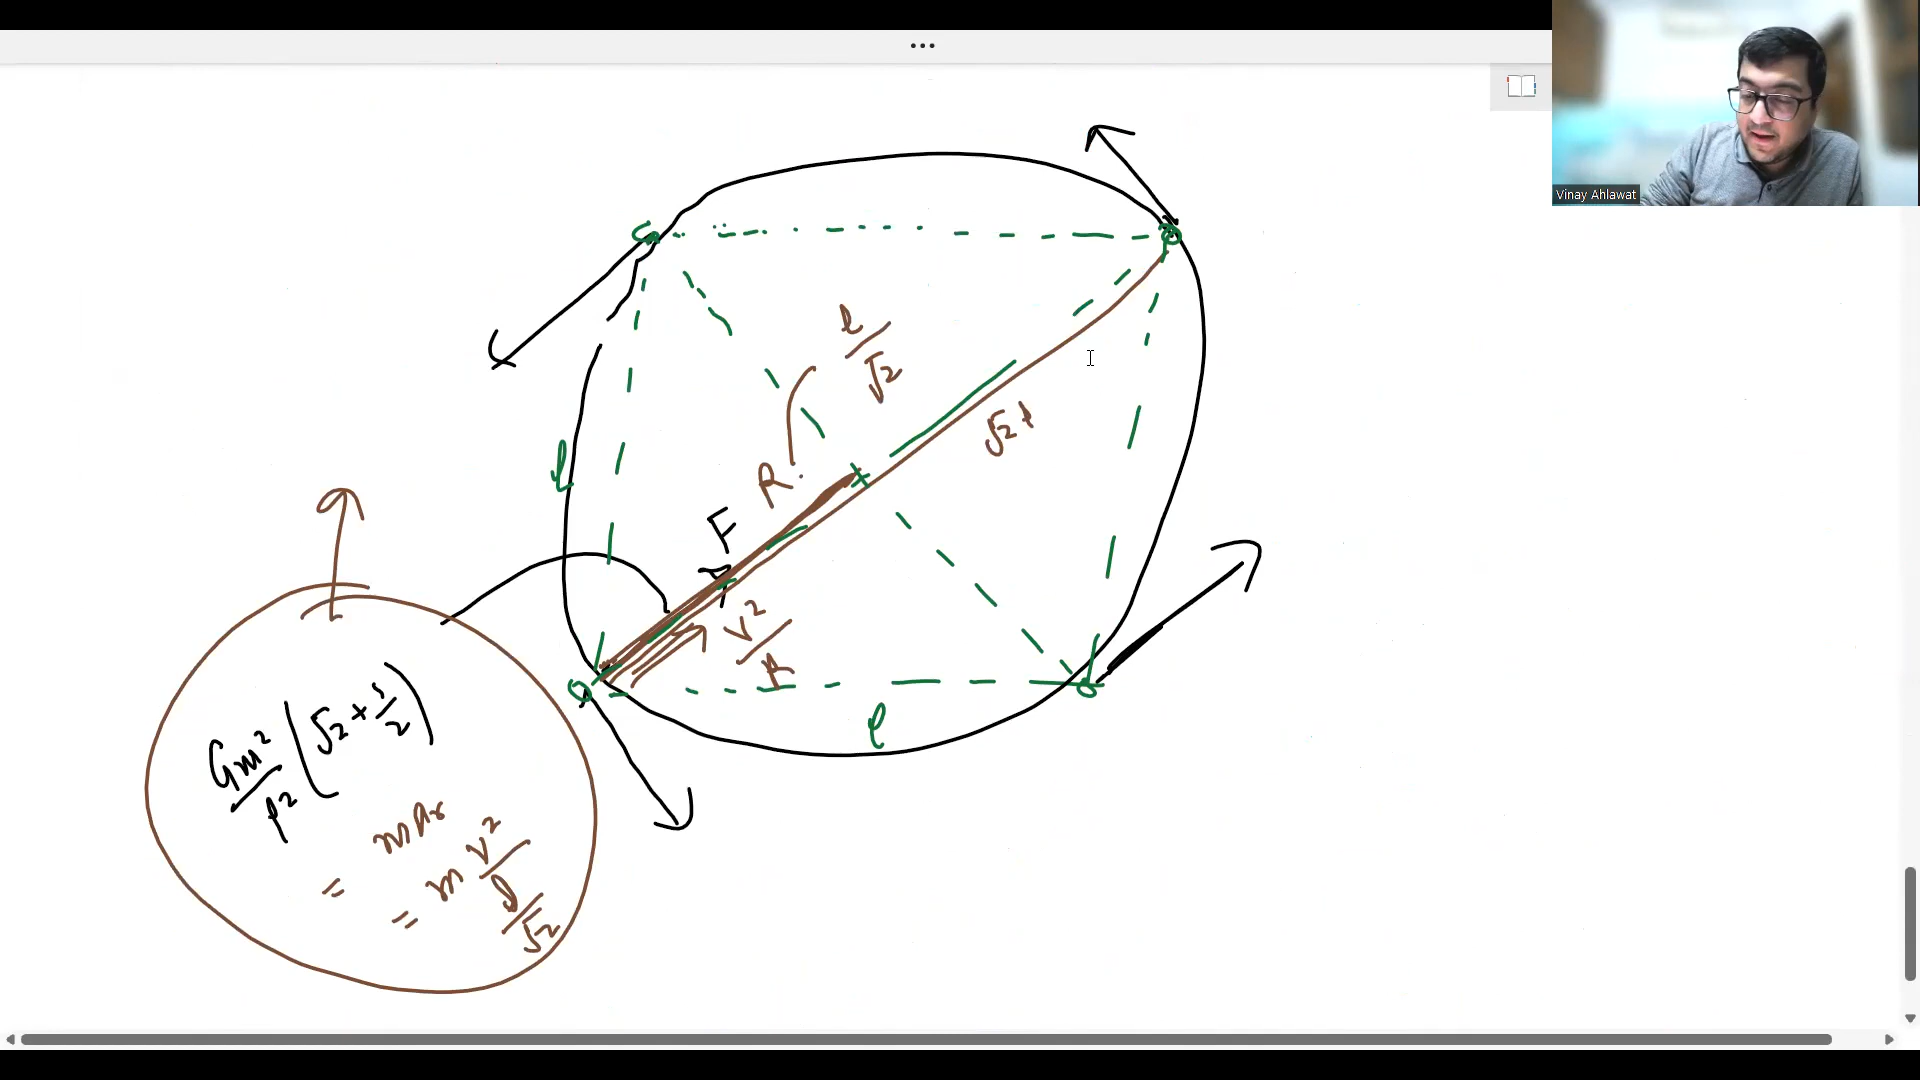 Vinay Ahlawat
l
√2
R
√2 l
l
F
V²
R
l
Gm²
l²
(√2 + 1
2)
= mar
= m V²
l
√2